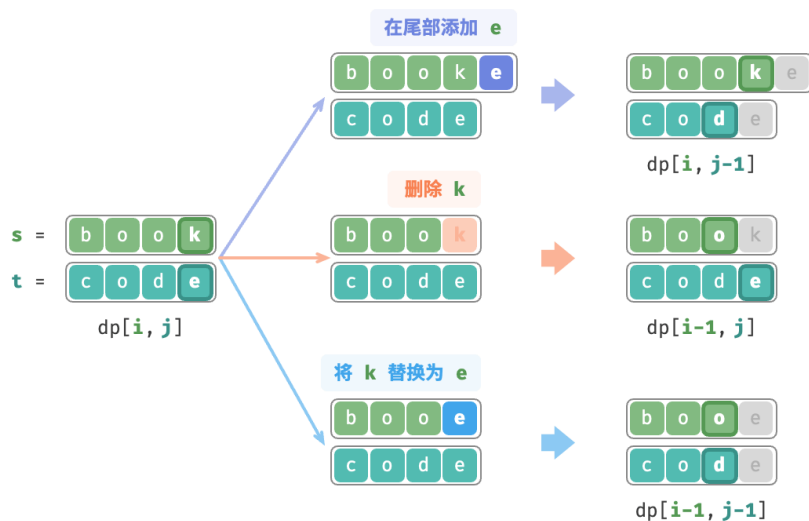 在尾部添加 e
b o o k e
c o d e
b o o k e
c o d e
dp[i, j-1]
删除 k
s = b o o k
t = c o d e
dp[i, j]
b o o k
c o d e
b o o k
c o d e
dp[i-1, j]
将 k 替换为 e
b o o e
c o d e
b o o e
c o d e
dp[i-1, j-1]